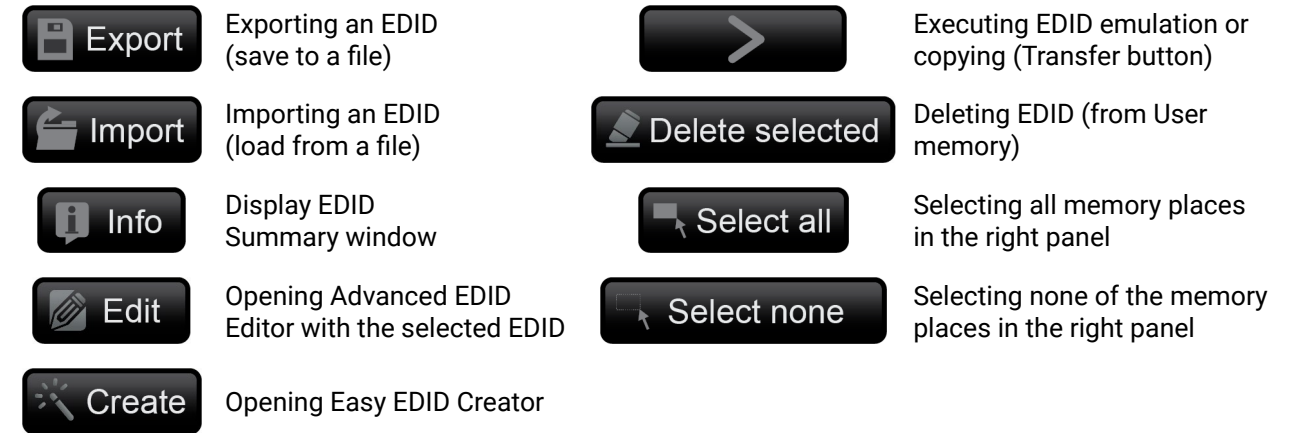 Export
Exporting an EDID
(save to a file)
Import
Importing an EDID
(load from a file)
Info
Display EDID
Summary window
Edit
Opening Advanced EDID
Editor with the selected EDID
Create
Opening Easy EDID Creator
>
Executing EDID emulation or
copying (Transfer button)
Delete selected
Deleting EDID (from User
memory)
Select all
Selecting all memory places
in the right panel
Select none
Selecting none of the memory
places in the right panel